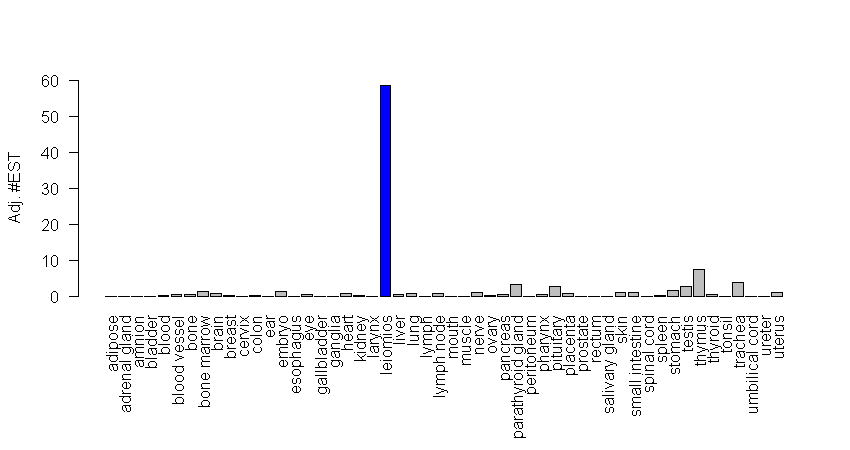 Adj. #EST
60
50
40
30
20
10
0
adipose
adrenal gland
amnion
bladder
blood
blood vessel
bone
bone marrow
brain
breast
cervix
colon
ear
embryo
esophagus
eye
gallbladder
ganglia
heart
kidney
larynx
leiomios
liver
lung
lymph
lymph node
mouth
muscle
nerve
ovary
pancreas
parathyroid gland
peritoneum
pharynx
pituitary
placenta
prostate
rectum
salivary gland
skin
small intestine
spinal cord
spleen
stomach
testis
thymus
thyroid
tonsil
trachea
umbilical cord
ureter
uterus